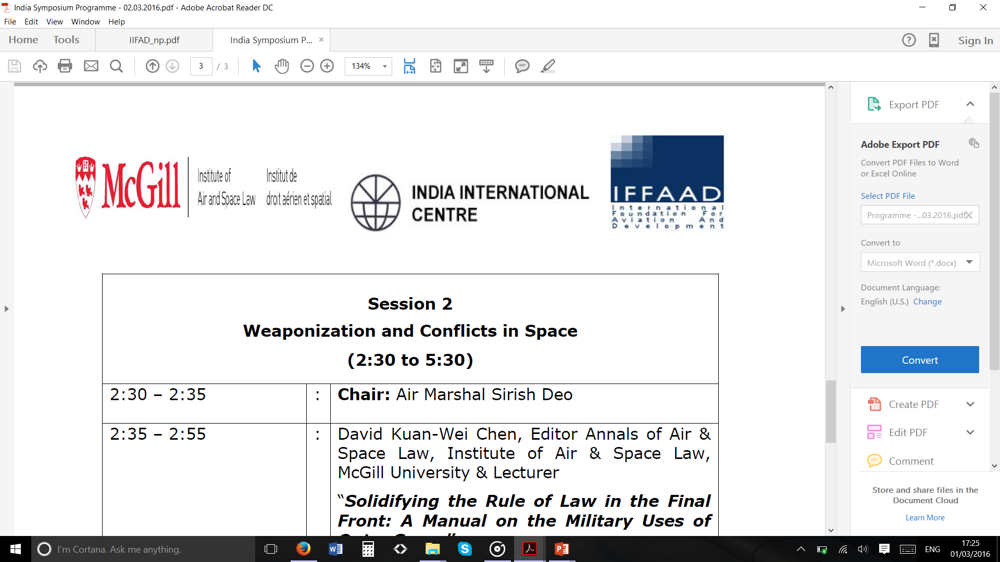 India Symposium Programme - 02.03.2016.pdf - Adobe Acrobat Reader DC
File Edit View Window Help
Home Tools IIFAD_np.pdf India Symposium P... × Sign In
3 / 3 134%
McGill
Institute of
Air and Space Law
Institut de
droit aérien et spatial
INDIA INTERNATIONAL
CENTRE
IFFAAD
International
Foundation For
Aviation And
Development
Session 2
Weaponization and Conflicts in Space
(2:30 to 5:30)
2:30 – 2:35 : Chair: Air Marshal Sirish Deo
2:35 – 2:55 : David Kuan-Wei Chen, Editor Annals of Air &
Space Law, Institute of Air & Space Law,
McGill University & Lecturer
“Solidifying the Rule of Law in the Final
Front: A Manual on the Military Uses of
Export PDF
Adobe Export PDF
Convert PDF Files to Word
or Excel Online
Select PDF File
Programme -...03.2016.pdf
Convert to
Microsoft Word (*.docx)
Document Language:
English (U.S.) Change
Convert
Create PDF
Edit PDF
Comment
Store and share files in the
Document Cloud
Learn More
I'm Cortana. Ask me anything.
ENG
17:25
01/03/2016